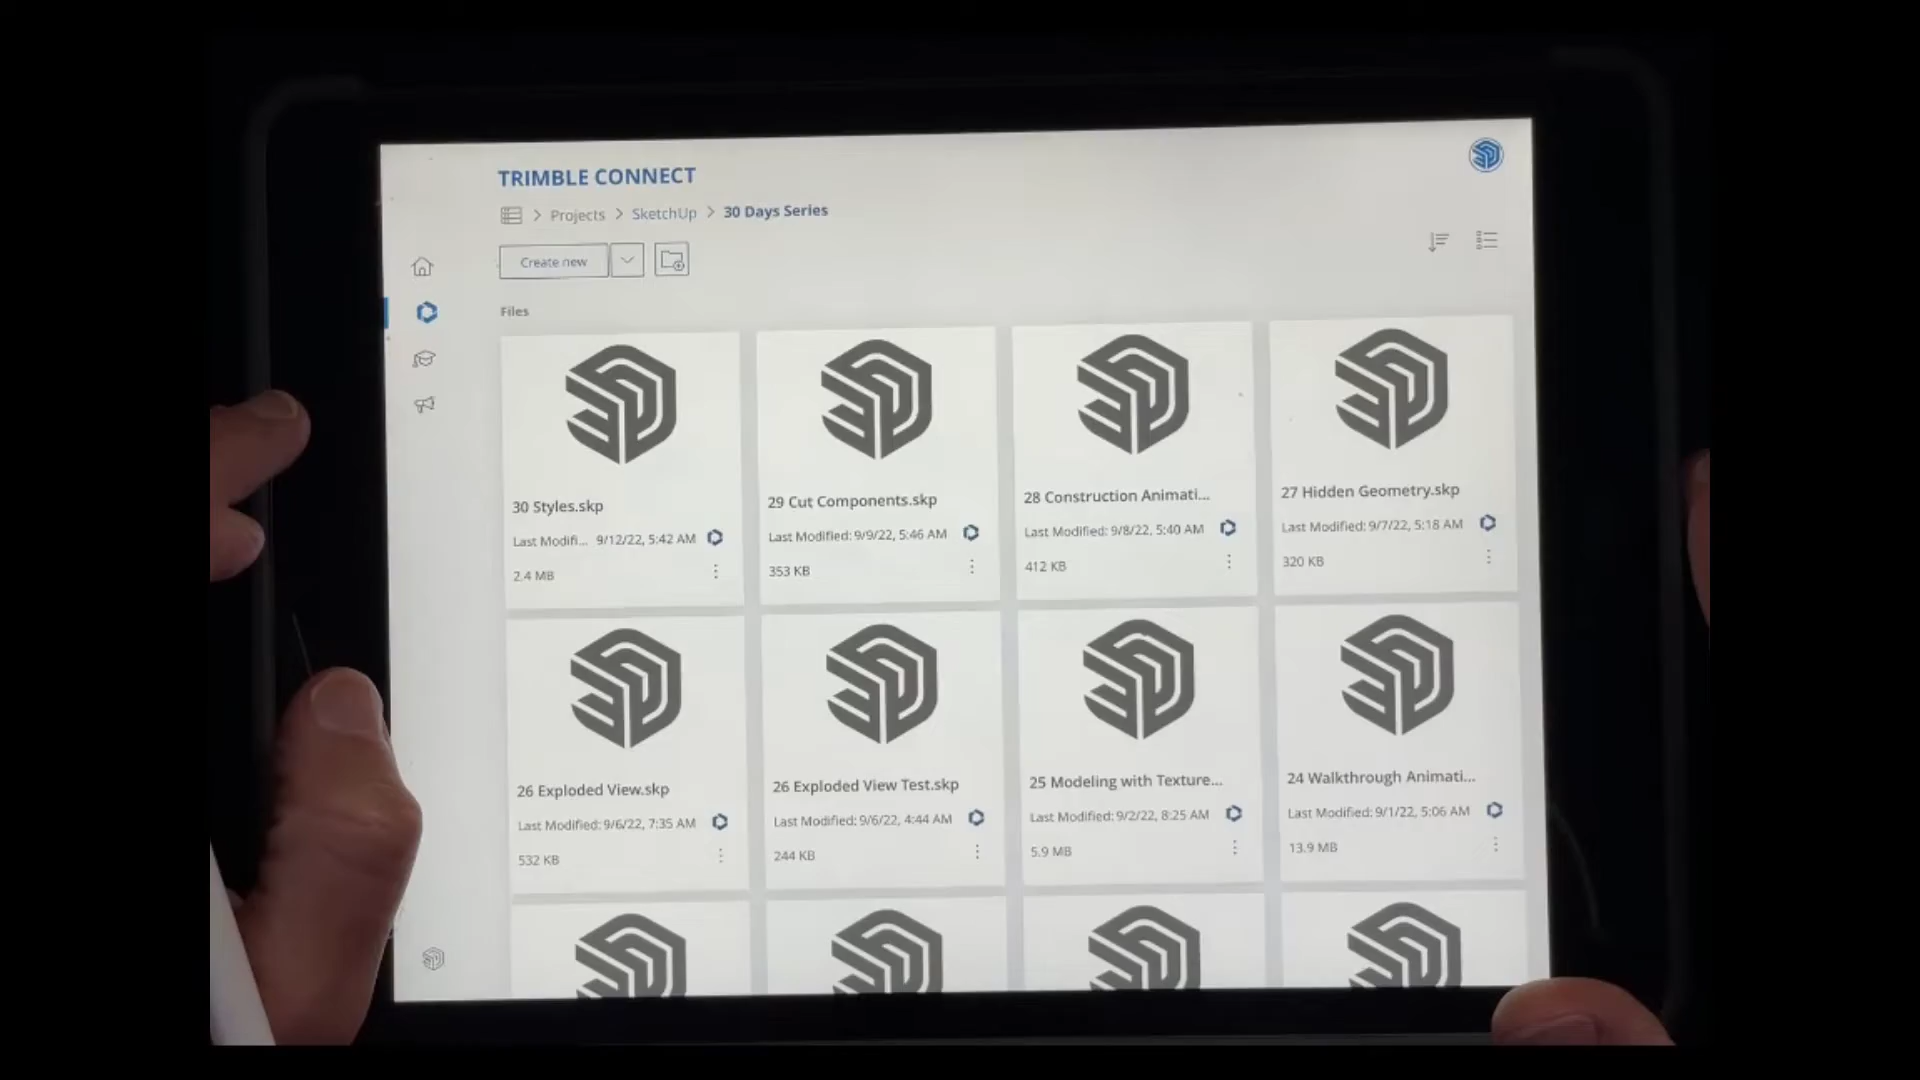 TRIMBLE CONNECT
Projects > SketchUp > 30 Days Series
Create new
Files
30 Styles.skp
Last Modifi... 9/12/22, 5:42 AM
2.4 MB
29 Cut Components.skp
Last Modified: 9/9/22, 5:46 AM
353 KB
28 Construction Animati...
Last Modified: 9/8/22, 5:40 AM
412 KB
27 Hidden Geometry.skp
Last Modified: 9/7/22, 5:18 AM
320 KB
26 Exploded View.skp
Last Modified: 9/6/22, 7:35 AM
532 KB
26 Exploded View Test.skp
Last Modified: 9/6/22, 4:44 AM
244 KB
25 Modeling with Texture...
Last Modified: 9/2/22, 8:25 AM
5.9 MB
24 Walkthrough Animati...
Last Modified: 9/1/22, 5:06 AM
13.9 MB